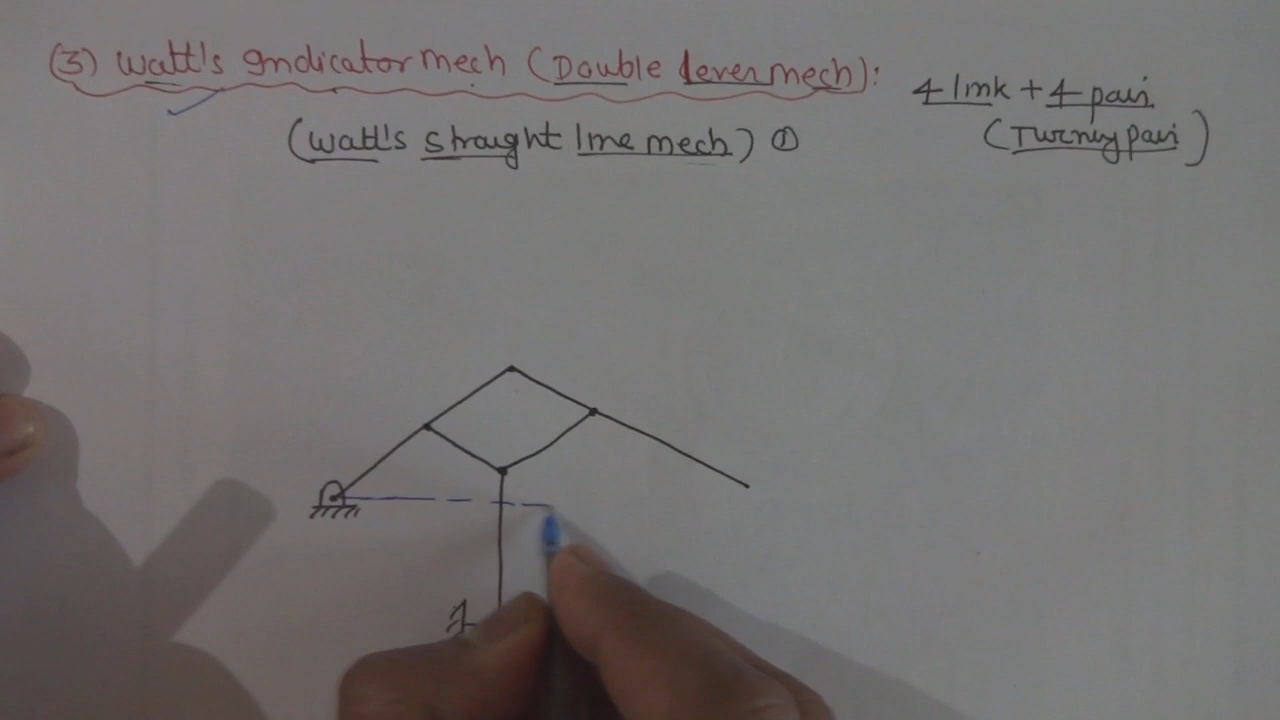 (3) Watt's Indicator mech (Double lever mech):
4 link + 4 pair
(Watt's straight line mech) ①
(Turning pair)